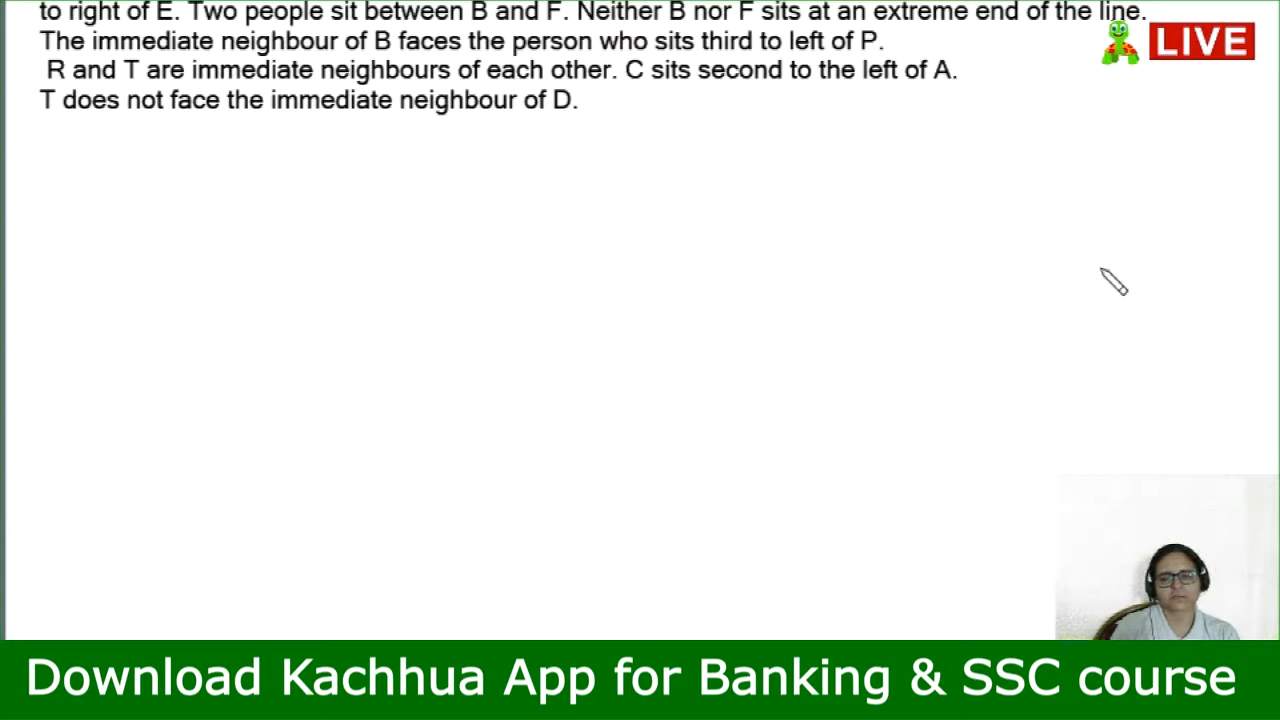 to right of E. Two people sit between B and F. Neither B nor F sits at an extreme end of the line.
The immediate neighbour of B faces the person who sits third to left of P.
LIVE
R and T are immediate neighbours of each other. C sits second to the left of A.
T does not face the immediate neighbour of D.
Download Kachhua App for Banking & SSC course